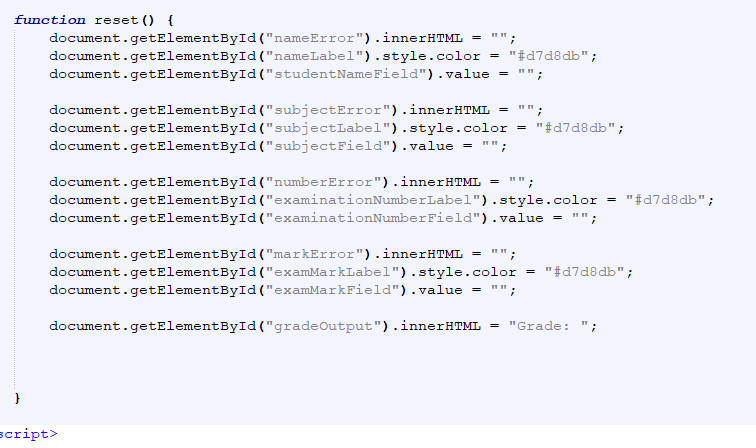 function reset() {
    document.getElementById("nameError").innerHTML = "";
    document.getElementById("nameLabel").style.color = "#d7d8db";
    document.getElementById("studentNameField").value = "";

    document.getElementById("subjectError").innerHTML = "";
    document.getElementById("subjectLabel").style.color = "#d7d8db";
    document.getElementById("subjectField").value = "";

    document.getElementById("numberError").innerHTML = "";
    document.getElementById("examinationNumberLabel").style.color = "#d7d8db";
    document.getElementById("examinationNumberField").value = "";

    document.getElementById("markError").innerHTML = "";
    document.getElementById("examMarkLabel").style.color = "#d7d8db";
    document.getElementById("examMarkField").value = "";

    document.getElementById("gradeOutput").innerHTML = "Grade: ";

}
script>